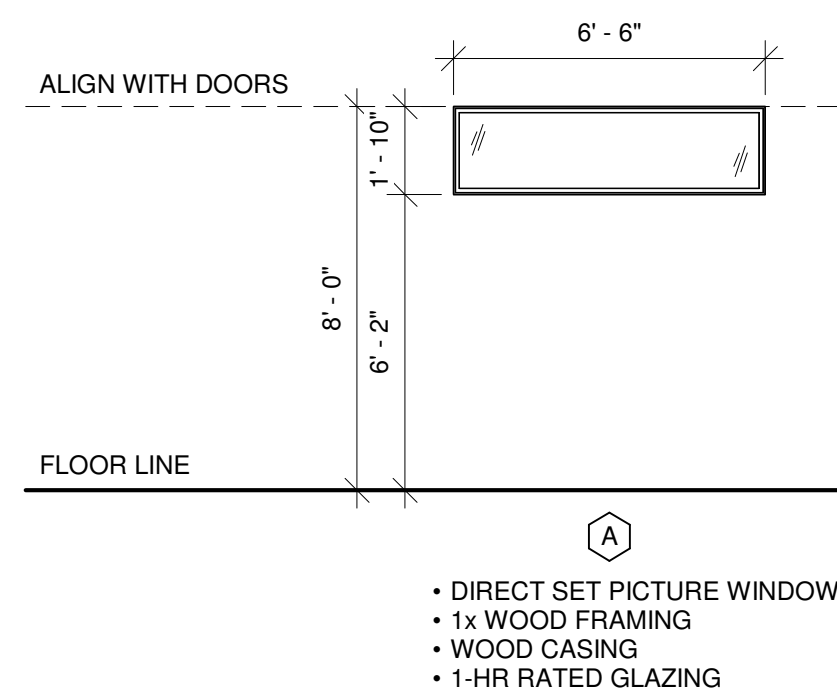 6' - 6"
ALIGN WITH DOORS
1' - 10"
8' - 0"
6' - 2"
FLOOR LINE
A
• DIRECT SET PICTURE WINDOW
• 1x WOOD FRAMING
• WOOD CASING
• 1-HR RATED GLAZING